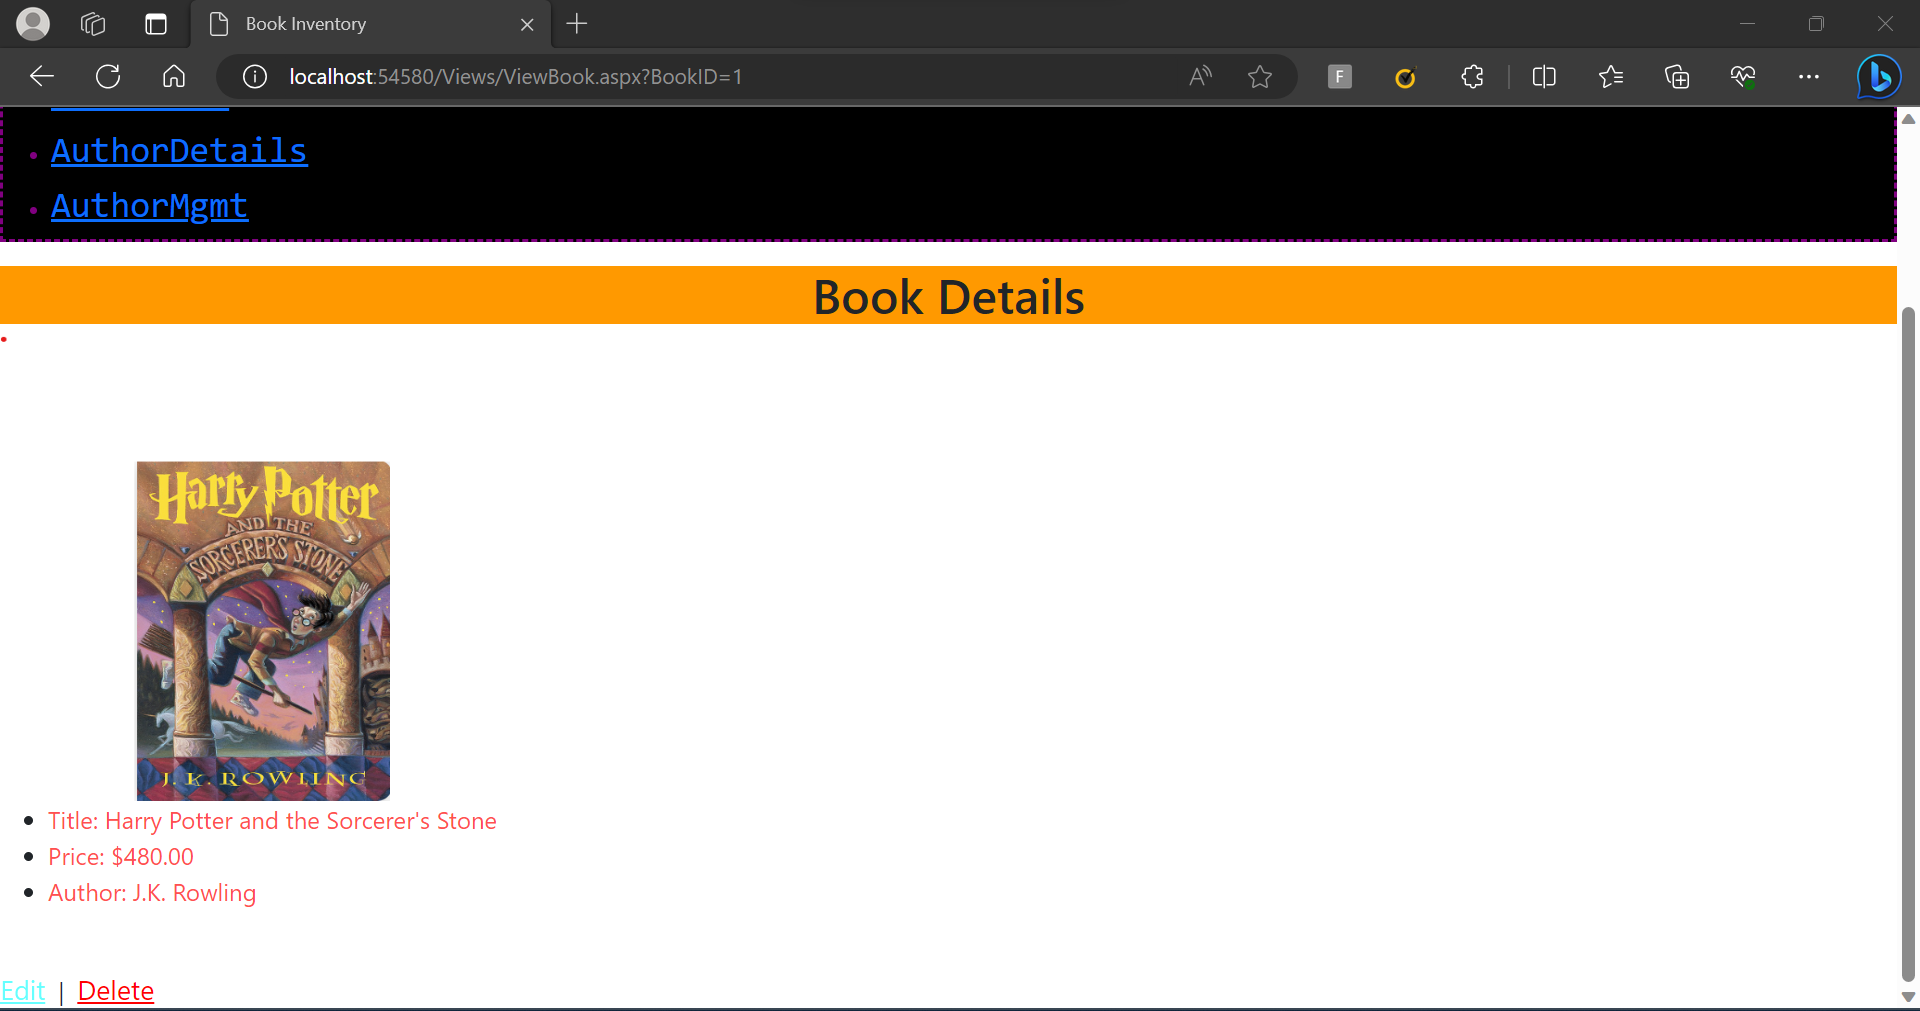 Book Inventory
localhost:54580/Views/ViewBook.aspx?BookID=1
F
AuthorDetails
AuthorMgmt
Book Details
Harry Potter
AND THE
SORCERER'S STONE
J. K. ROWLING
Title: Harry Potter and the Sorcerer's Stone
Price: $480.00
Author: J.K. Rowling
Edit | Delete